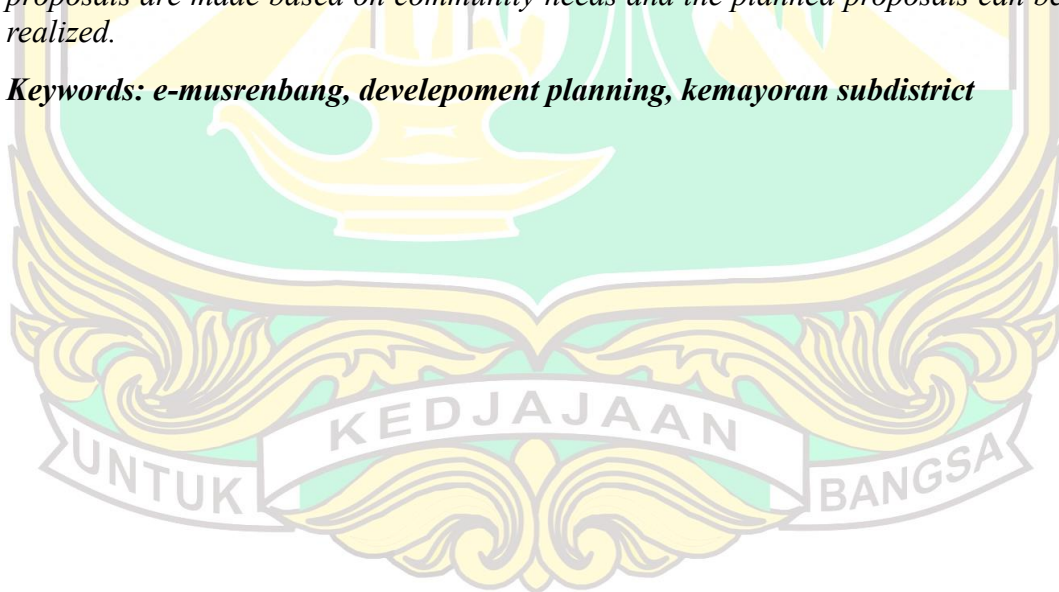 proposals are made based on community needs and the planned proposals can be
realized.
Keywords: e-musrenbang, develepoment planning, kemayoran subdistrict
UNTUK KEDJAJAAN BANGSA